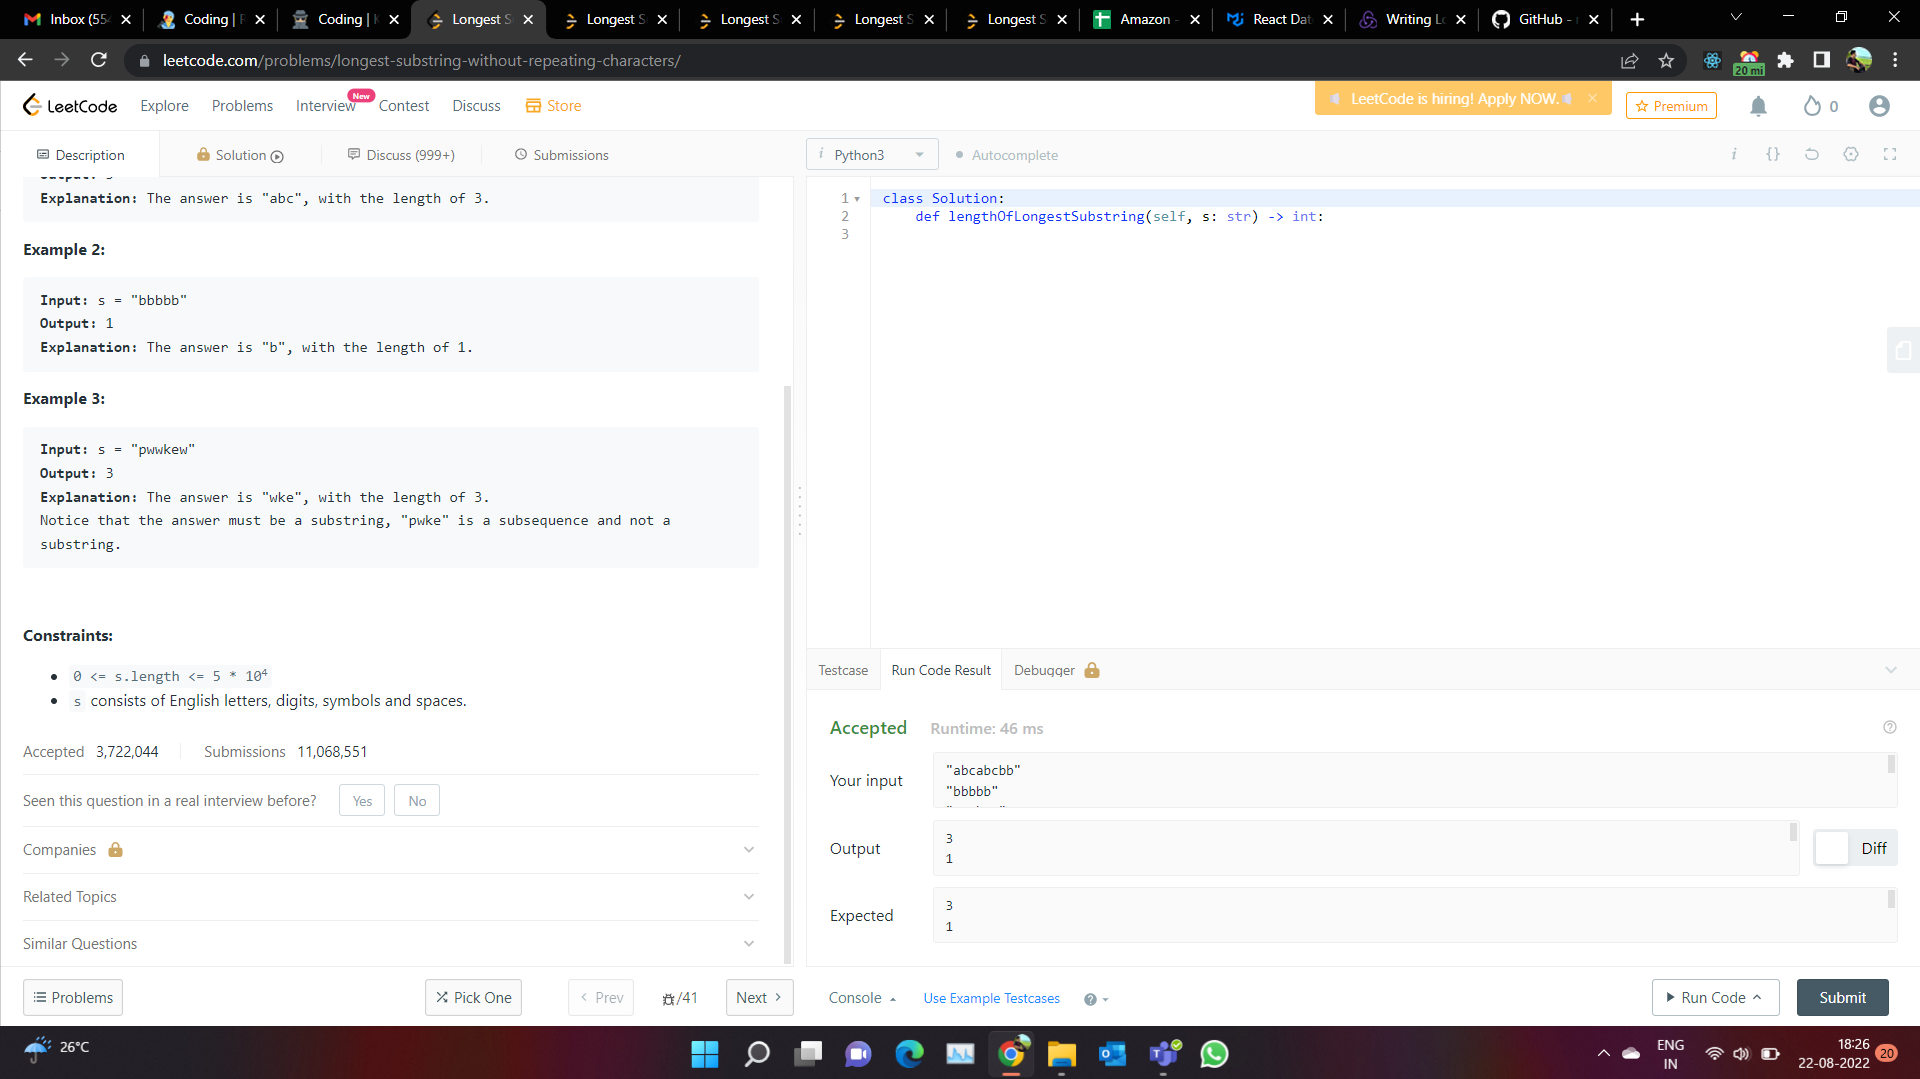 Inbox (55
Coding |
Coding |
Longest S
Longest S
Longest S
Longest S
Longest S
Amazon -
React Dat
Writing Lo
GitHub -
leetcode.com/problems/longest-substring-without-repeating-characters/
20 mi
LeetCode
Explore
Problems
Interview
New
Contest
Discuss
Store
LeetCode is hiring! Apply NOW.
Premium
0
Description
Solution
Discuss (999+)
Submissions
i Python3
Autocomplete
i
{}
Explanation: The answer is "abc", with the length of 3.
Example 2:
Input: s = "bbbbb"
Output: 1
Explanation: The answer is "b", with the length of 1.
Example 3:
Input: s = "pwwkew"
Output: 3
Explanation: The answer is "wke", with the length of 3.
Notice that the answer must be a substring, "pwke" is a subsequence and not a
substring.
Constraints:
0 <= s.length <= 5 * 10⁴
s consists of English letters, digits, symbols and spaces.
Accepted 3,722,044
Submissions 11,068,551
Seen this question in a real interview before?
Yes
No
Companies
Related Topics
Similar Questions
Problems
Pick One
Prev
/41
Next
1 class Solution:
2 def lengthOfLongestSubstring(self, s: str) -> int:
3
Testcase
Run Code Result
Debugger
Accepted
Runtime: 46 ms
Your input
"abcabcbb"
"bbbbb"
Output
3
1
Diff
Expected
3
1
Console
Use Example Testcases
Run Code
Submit
26°C
ENG
IN
18:26
22-08-2022
20